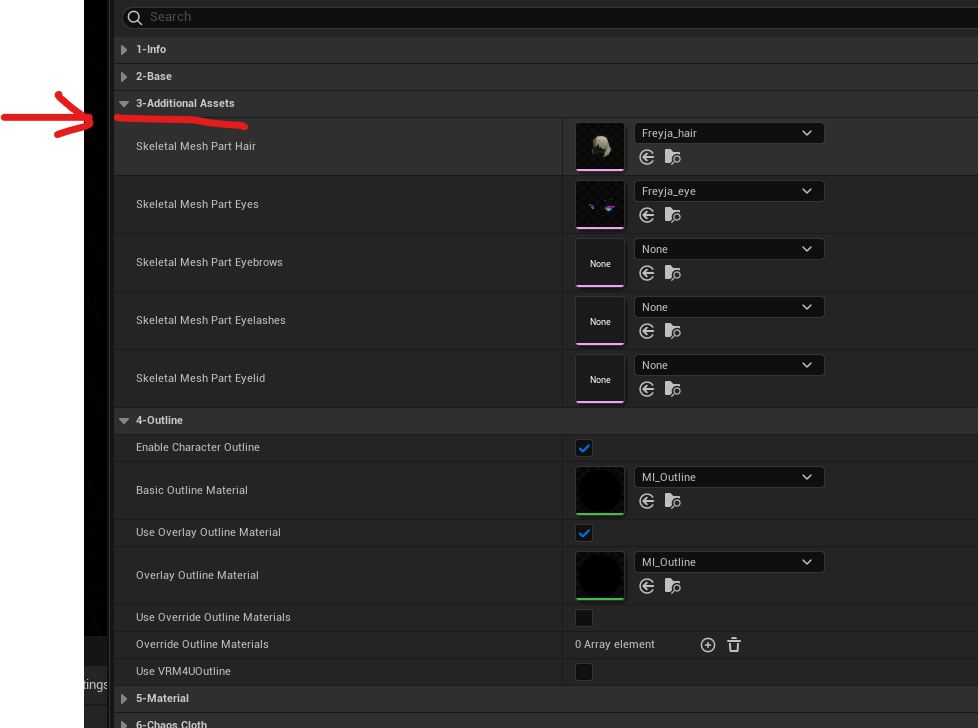 Search
1-Info
2-Base
3-Additional Assets
Skeletal Mesh Part Hair
Freyja_hair
Skeletal Mesh Part Eyes
Freyja_eye
Skeletal Mesh Part Eyebrows
None
None
Skeletal Mesh Part Eyelashes
None
None
Skeletal Mesh Part Eyelid
None
None
4-Outline
Enable Character Outline
Basic Outline Material
MI_Outline
Use Overlay Outline Material
Overlay Outline Material
MI_Outline
Use Override Outline Materials
Override Outline Materials
0 Array element
Use VRM4UOutline
tings
5-Material
6-Chaos Cloth